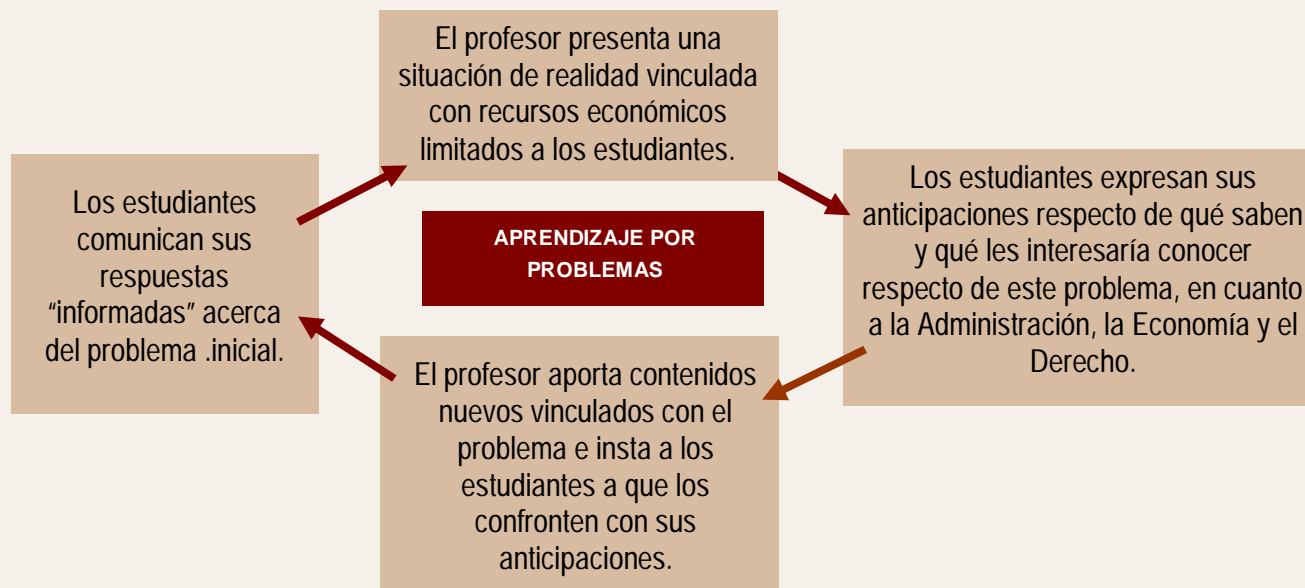 El profesor presenta una
situación de realidad vinculada
con recursos económicos
limitados a los estudiantes.
Los estudiantes expresan sus
anticipaciones respecto de qué saben
y qué les interesaría conocer
respecto de este problema, en cuanto
a la Administración, la Economía y el
Derecho.
APRENDIZAJE POR
PROBLEMAS
El profesor aporta contenidos
nuevos vinculados con el
problema e insta a los
estudiantes a que los
confronten con sus
anticipaciones.
Los estudiantes
comunican sus
respuestas
“informadas” acerca
del problema .inicial.